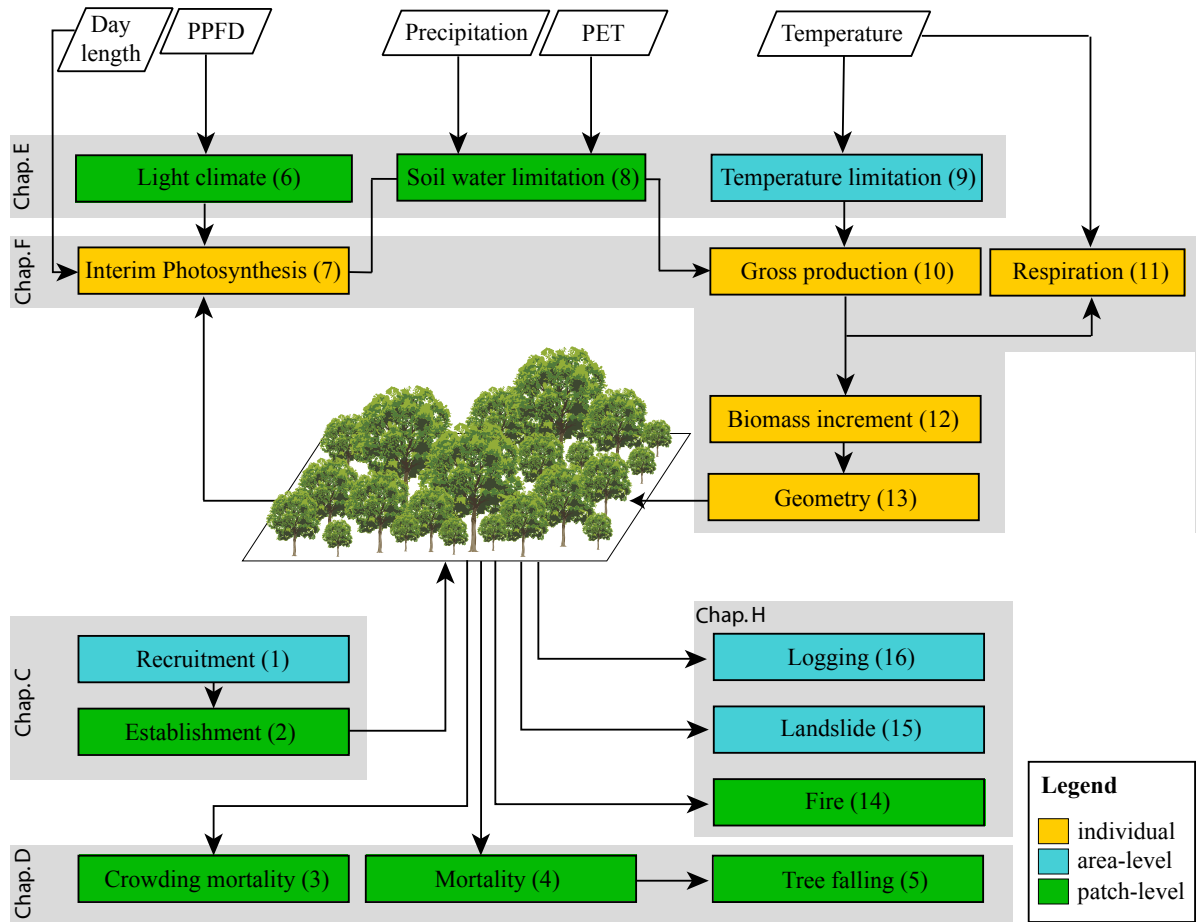 Day
length
PPFD
Precipitation
PET
Temperature
Chap. E
Light climate (6)
Soil water limitation (8)
Temperature limitation (9)
Chap. F
Interim Photosynthesis (7)
Gross production (10)
Respiration (11)
Biomass increment (12)
Geometry (13)
Chap. C
Recruitment (1)
Establishment (2)
Chap. H
Logging (16)
Landslide (15)
Fire (14)
Chap. D
Crowding mortality (3)
Mortality (4)
Tree falling (5)
Legend
individual
area-level
patch-level